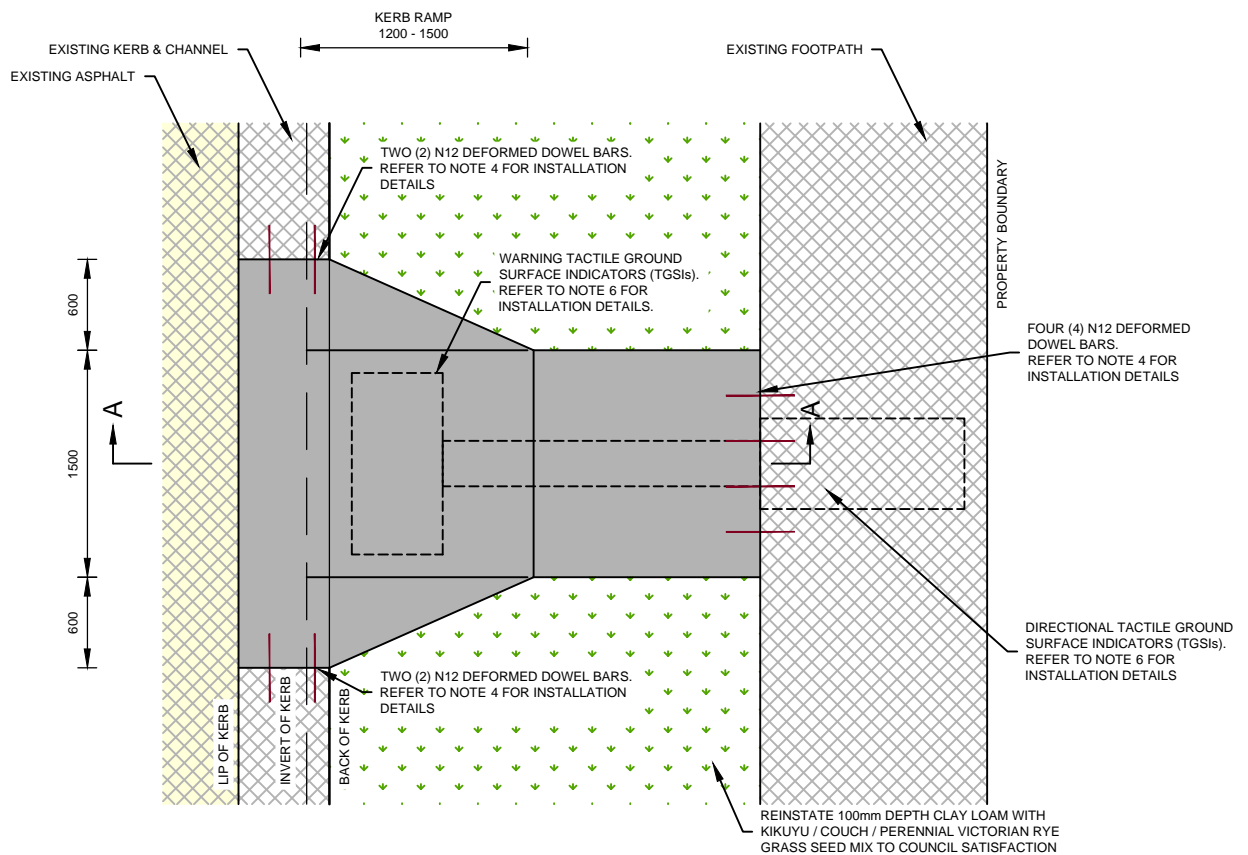 KERB RAMP
1200 - 1500
EXISTING KERB & CHANNEL
EXISTING FOOTPATH
EXISTING ASPHALT
TWO (2) N12 DEFORMED DOWEL BARS.
REFER TO NOTE 4 FOR INSTALLATION
DETAILS
PROPERTY BOUNDARY
WARNING TACTILE GROUND
SURFACE INDICATORS (TGSIs).
REFER TO NOTE 6 FOR
INSTALLATION DETAILS.
600
FOUR (4) N12 DEFORMED
DOWEL BARS.
REFER TO NOTE 4 FOR
INSTALLATION DETAILS
A
A
1500
600
DIRECTIONAL TACTILE GROUND
SURFACE INDICATORS (TGSIs).
REFER TO NOTE 6 FOR
INSTALLATION DETAILS
TWO (2) N12 DEFORMED DOWEL BARS.
REFER TO NOTE 4 FOR INSTALLATION
DETAILS
LIP OF KERB
INVERT OF KERB
BACK OF KERB
REINSTATE 100mm DEPTH CLAY LOAM WITH
KIKUYU / COUCH / PERENNIAL VICTORIAN RYE
GRASS SEED MIX TO COUNCIL SATISFACTION